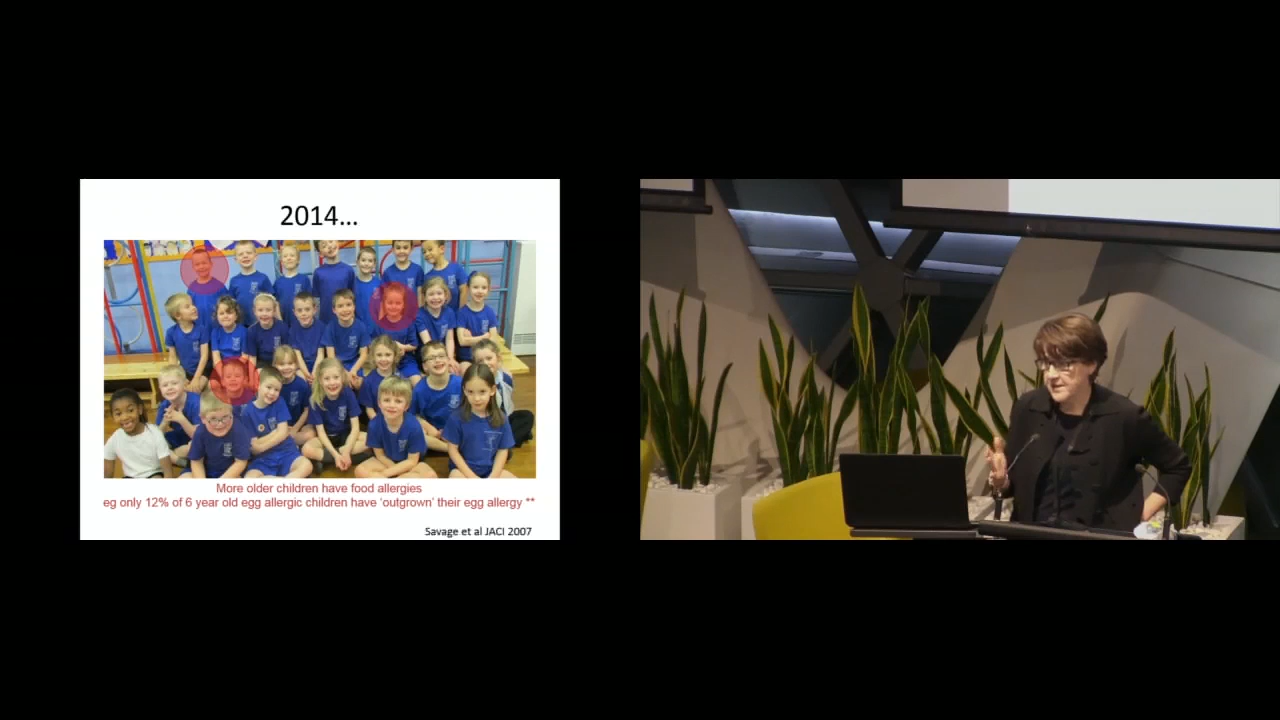 2014...
More older children have food allergies
eg only 12% of 6 year old egg allergic children have 'outgrown' their egg allergy **
Savage et al JACI 2007